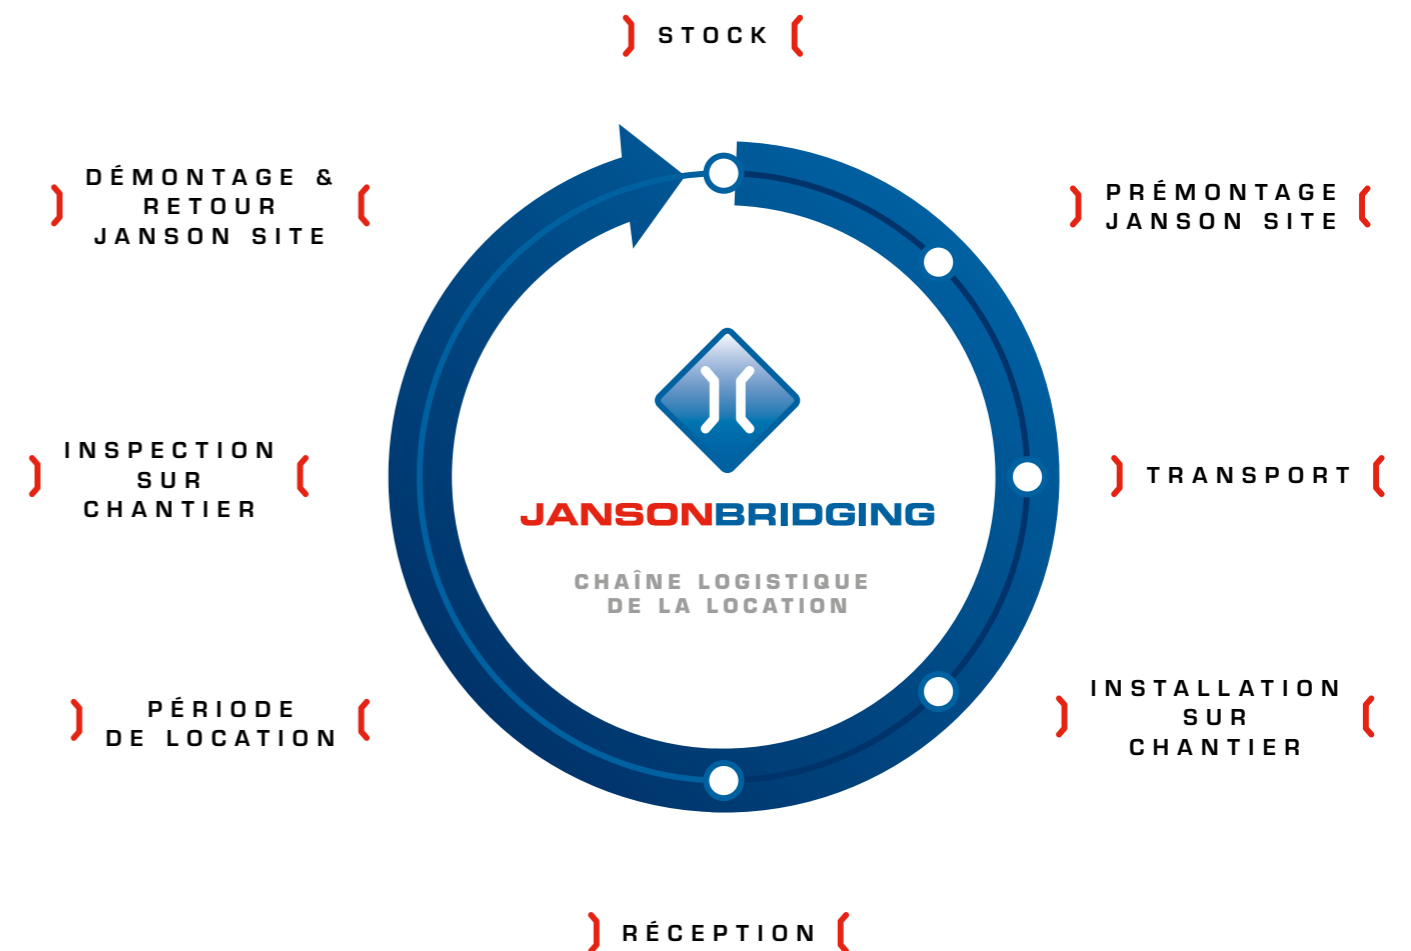 STOCK
PRÉMONTAGE
JANSON SITE
TRANSPORT
INSTALLATION
SUR
CHANTIER
RÉCEPTION
PÉRIODE
DE LOCATION
INSPECTION
SUR
CHANTIER
DÉMONTAGE &
RETOUR
JANSON SITE
JANSONBRIDGING
CHAÎNE LOGISTIQUE
DE LA LOCATION